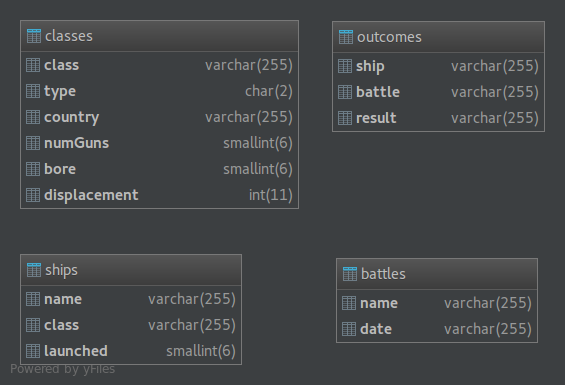 classes
class varchar(255)
type char(2)
country varchar(255)
numGuns smallint(6)
bore smallint(6)
displacement int(11)
outcomes
ship varchar(255)
battle varchar(255)
result varchar(255)
ships
name varchar(255)
class varchar(255)
launched smallint(6)
battles
name varchar(255)
date varchar(255)
Powered by yFiles